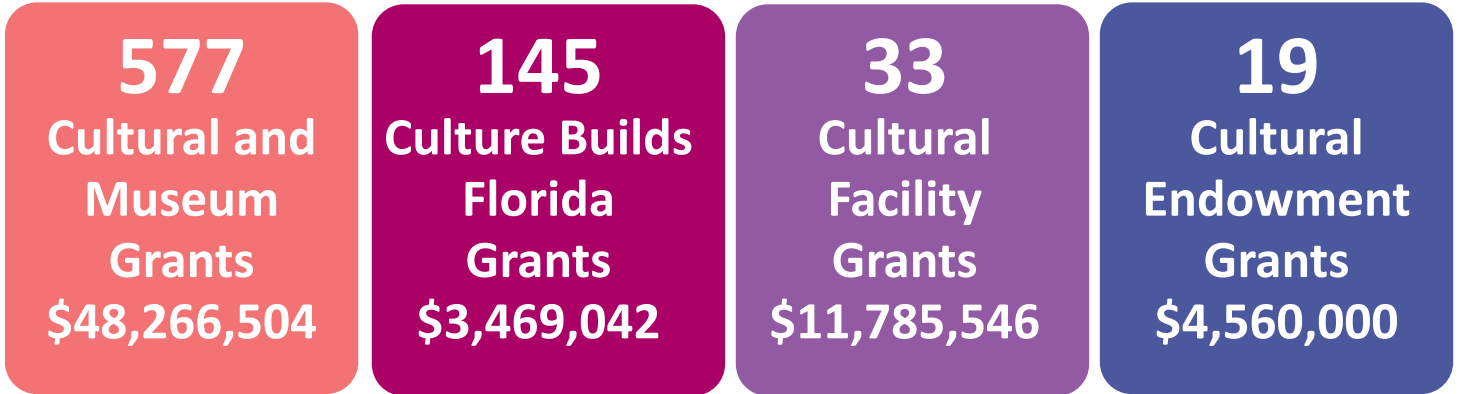 577
Cultural and
Museum
Grants
$48,266,504
145
Culture Builds
Florida
Grants
$3,469,042
33
Cultural
Facility
Grants
$11,785,546
19
Cultural
Endowment
Grants
$4,560,000